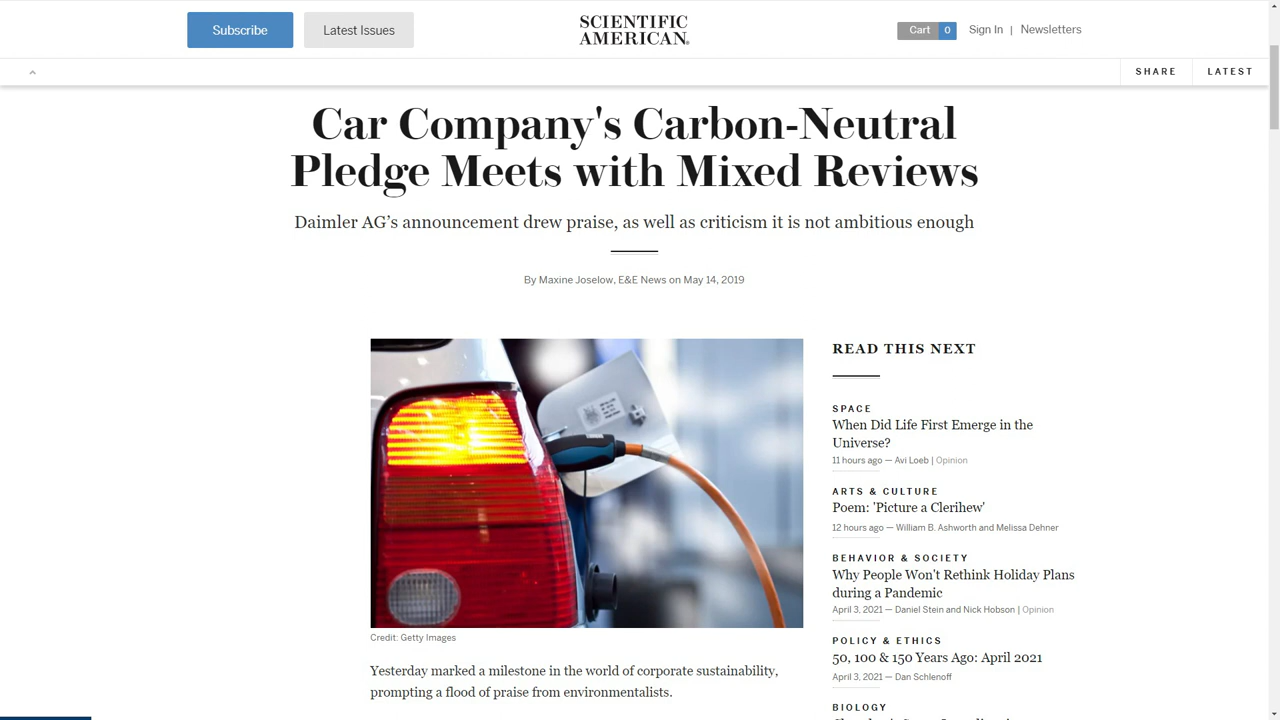 Subscribe
Latest Issues
SCIENTIFIC
AMERICAN®
Cart 0
Sign In | Newsletters
SHARE
LATEST
Car Company's Carbon-Neutral
Pledge Meets with Mixed Reviews
Daimler AG’s announcement drew praise, as well as criticism it is not ambitious enough
By Maxine Joselow, E&E News on May 14, 2019
Credit: Getty Images
Yesterday marked a milestone in the world of corporate sustainability,
prompting a flood of praise from environmentalists.
READ THIS NEXT
SPACE
When Did Life First Emerge in the
Universe?
11 hours ago — Avi Loeb | Opinion
ARTS & CULTURE
Poem: 'Picture a Clerihew'
12 hours ago — William B. Ashworth and Melissa Dehner
BEHAVIOR & SOCIETY
Why People Won't Rethink Holiday Plans
during a Pandemic
April 3, 2021 — Daniel Stein and Nick Hobson | Opinion
POLICY & ETHICS
50, 100 & 150 Years Ago: April 2021
April 3, 2021 — Dan Schlenoff
BIOLOGY